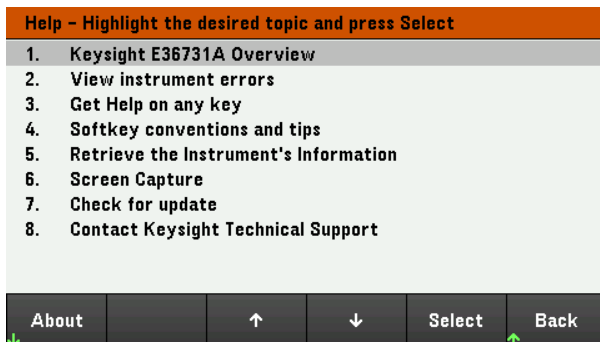 Help – Highlight the desired topic and press Select
1. Keysight E36731A Overview
2. View instrument errors
3. Get Help on any key
4. Softkey conventions and tips
5. Retrieve the Instrument's Information
6. Screen Capture
7. Check for update
8. Contact Keysight Technical Support
About ↑ ↓ Select Back